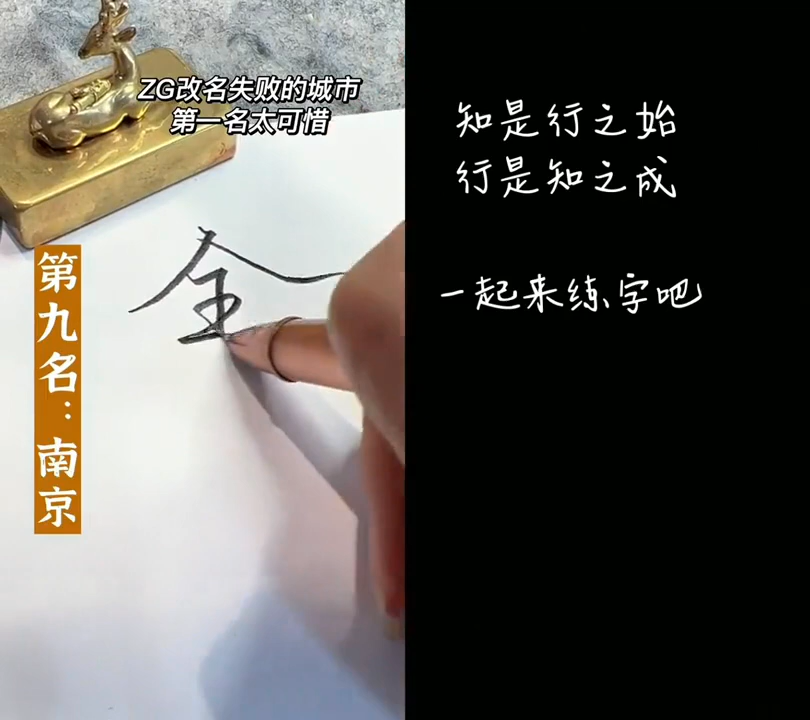 ZG改名失败的城市
第一名太可惜
第九名：南京
全
知是行之始
行是知之成
一起来练字吧